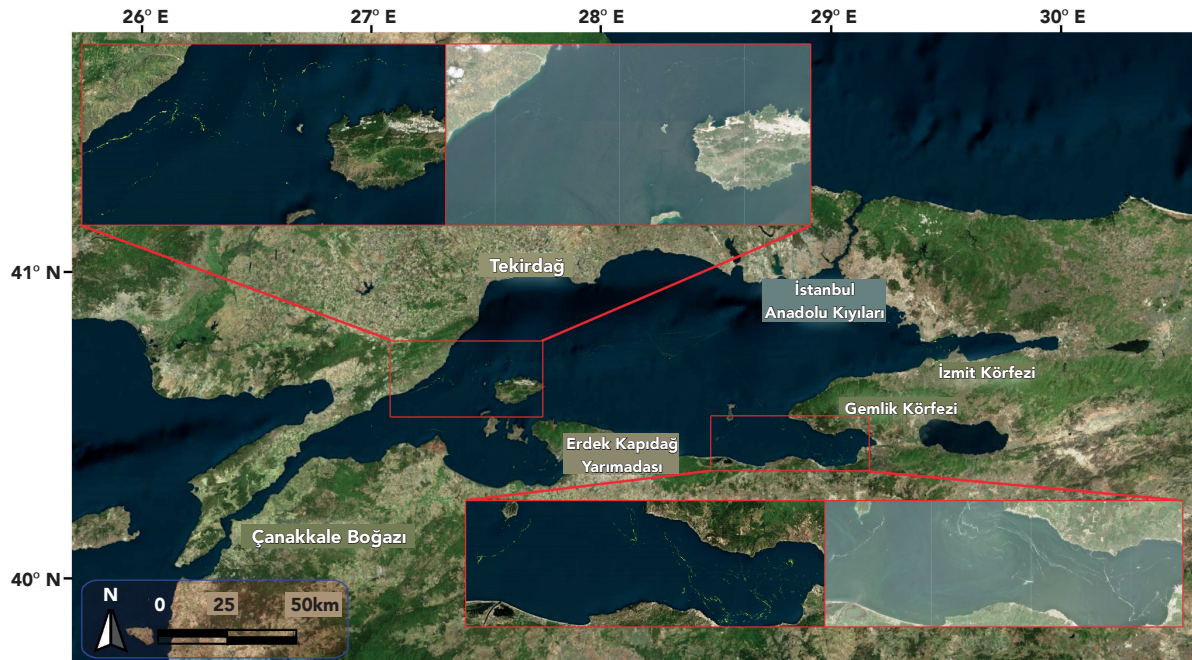 26° E
27° E
28° E
29° E
30° E
41° N
40° N
Tekirdağ
İstanbul
Anadolu Kıyıları
İzmit Körfezi
Gemlik Körfezi
Erdek Kapıdağ
Yarımadası
Çanakkale Boğazı
N
0 25 50km